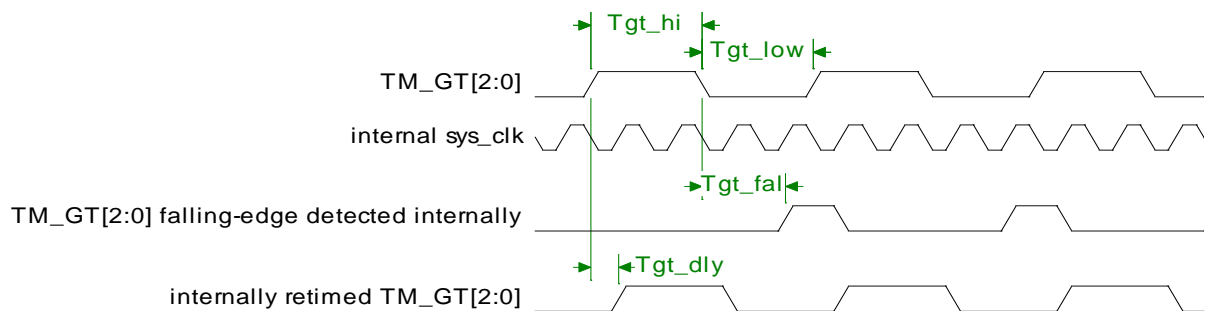 Tgt_hi
Tgt_low
TM_GT[2:0]
internal sys_clk
Tgt_fal
TM_GT[2:0] falling-edge detected internally
Tgt_dly
internally retimed TM_GT[2:0]